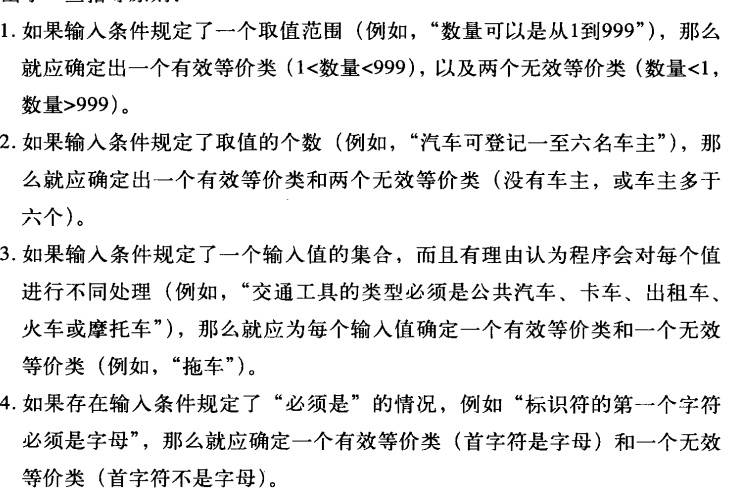 1. 如果输入条件规定了一个取值范围（例如，“数量可以是从1到999”），那么
就应确定出一个有效等价类（1<数量<999），以及两个无效等价类（数量<1，
数量>999）。
2. 如果输入条件规定了取值的个数（例如，“汽车可登记一至六名车主”），那
么就应确定出一个有效等价类和两个无效等价类（没有车主，或车主多于
六个）。
3. 如果输入条件规定了一个输入值的集合，而且有理由认为程序会对每个值
进行不同处理（例如，“交通工具的类型必须是公共汽车、卡车、出租车、
火车或摩托车”），那么就应为每个输入值确定一个有效等价类和一个无效
等价类（例如，“拖车”）。
4. 如果存在输入条件规定了“必须是”的情况，例如“标识符的第一个字符
必须是字母”，那么就应确定一个有效等价类（首字符是字母）和一个无效
等价类（首字符不是字母）。